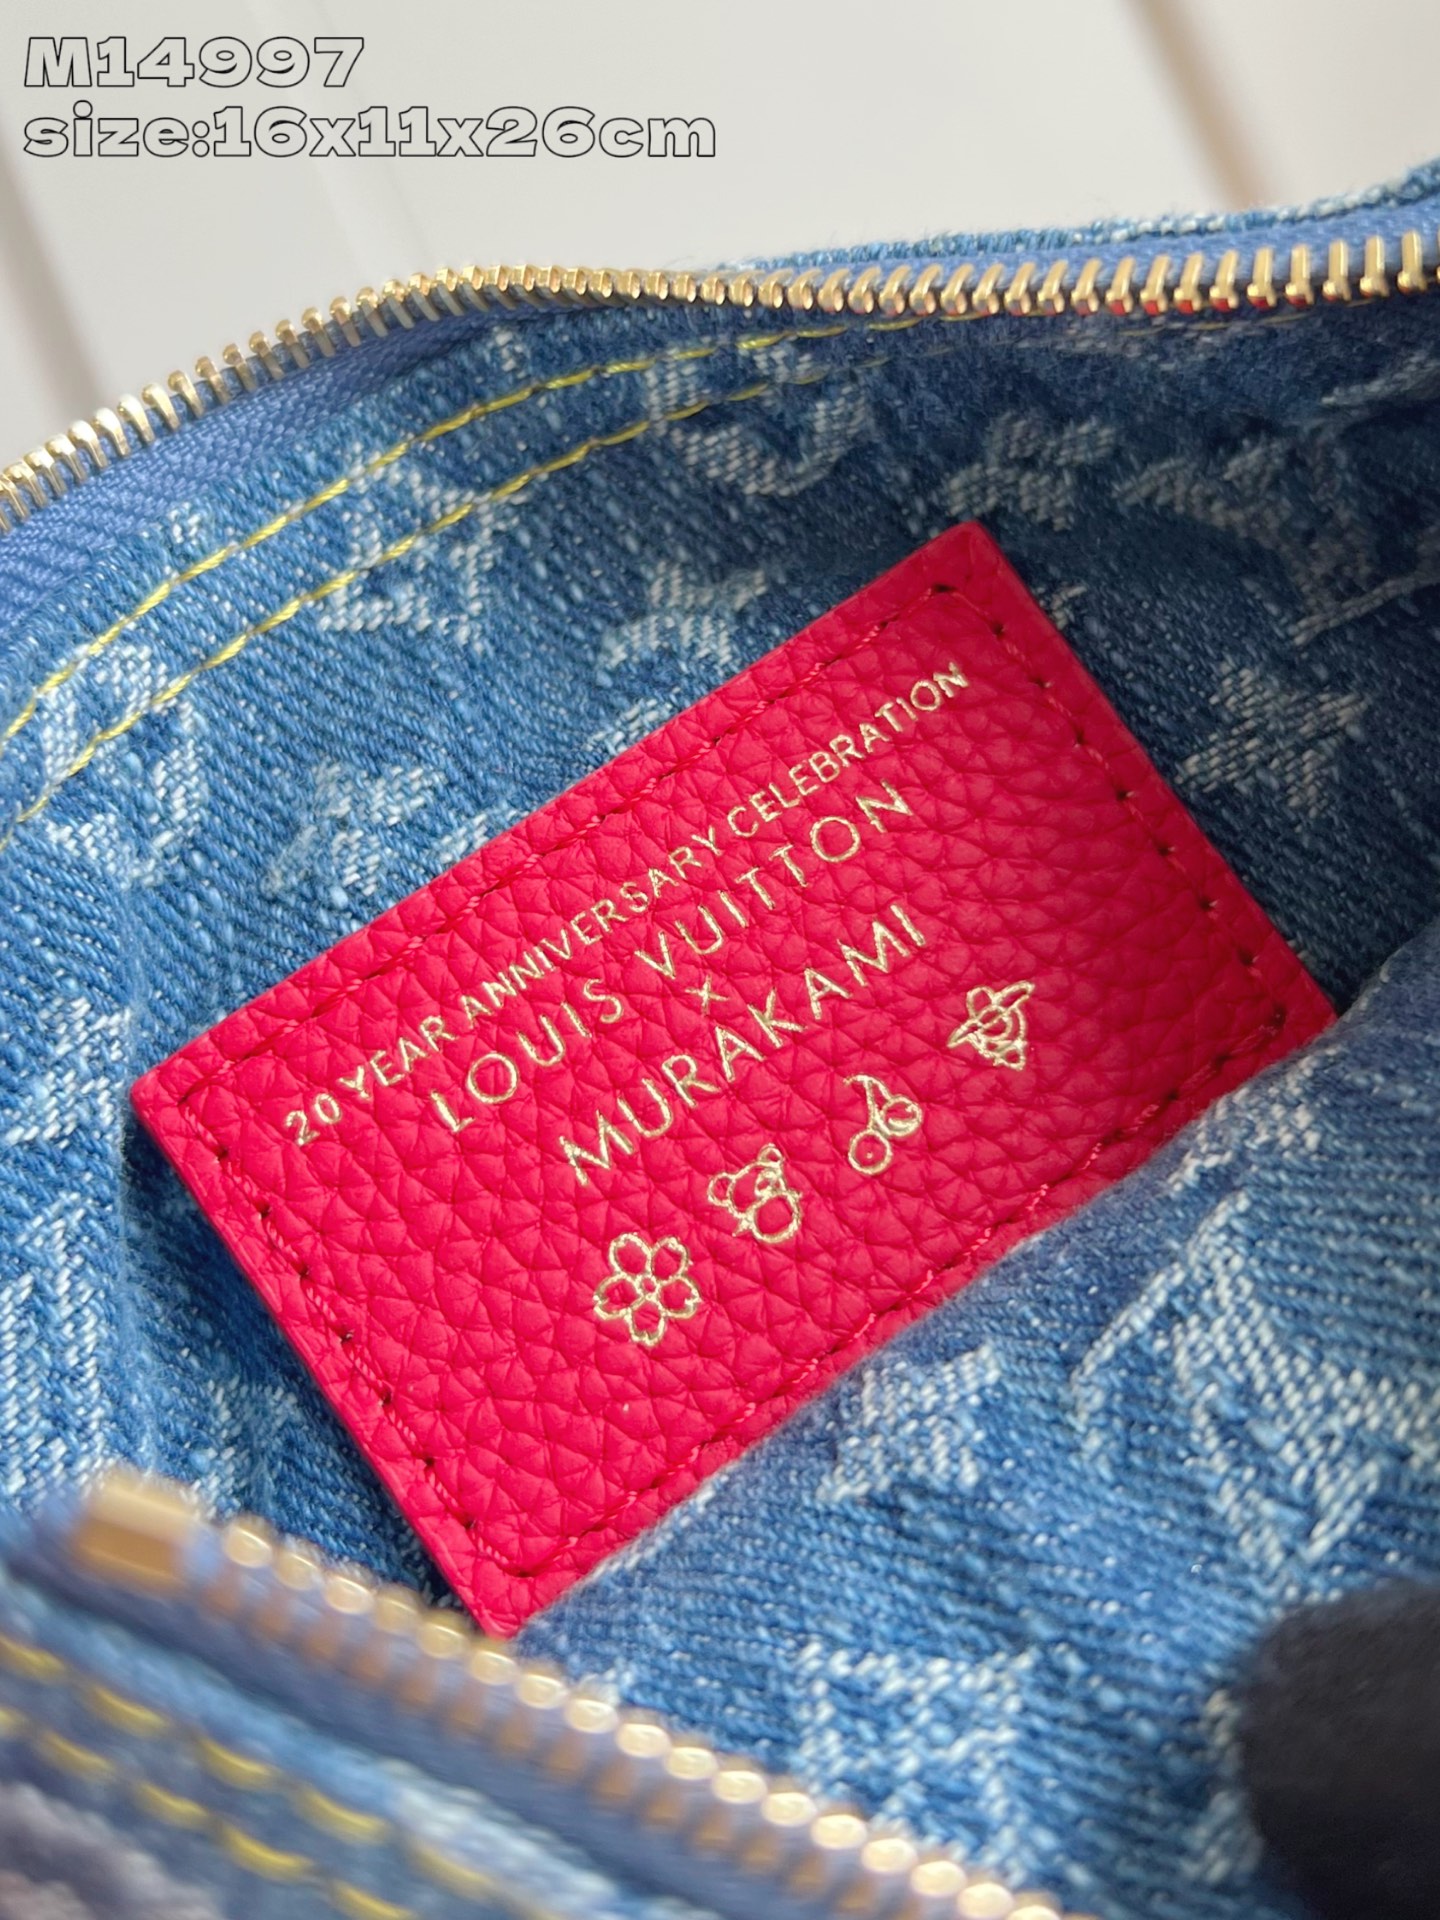 M14997
size:16x11x26cm
20 YEAR ANNIVERSARY CELEBRATION
LOUIS VUITTON
×
MURAKAMI